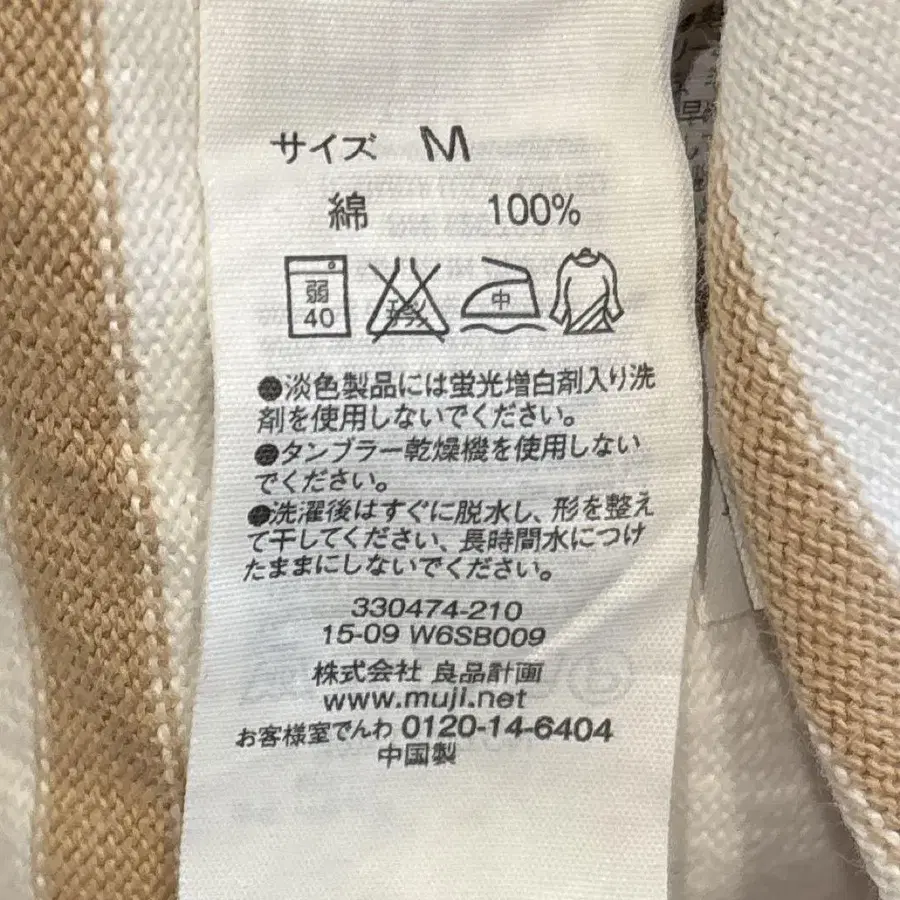 サイズ M
綿 100%
弱 40 エンソサラシ 中
●淡色製品には蛍光増白剤入り洗
剤を使用しないでください。
●タンブラー乾燥機を使用しない
でください。
●洗濯後はすぐに脱水し、形を整え
て干してください、長時間水につけ
たままにしないでください。
330474-210
15-09 W6SB009
株式会社 良品計画
www.muji.net
お客様室でんわ 0120-14-6404
中国製